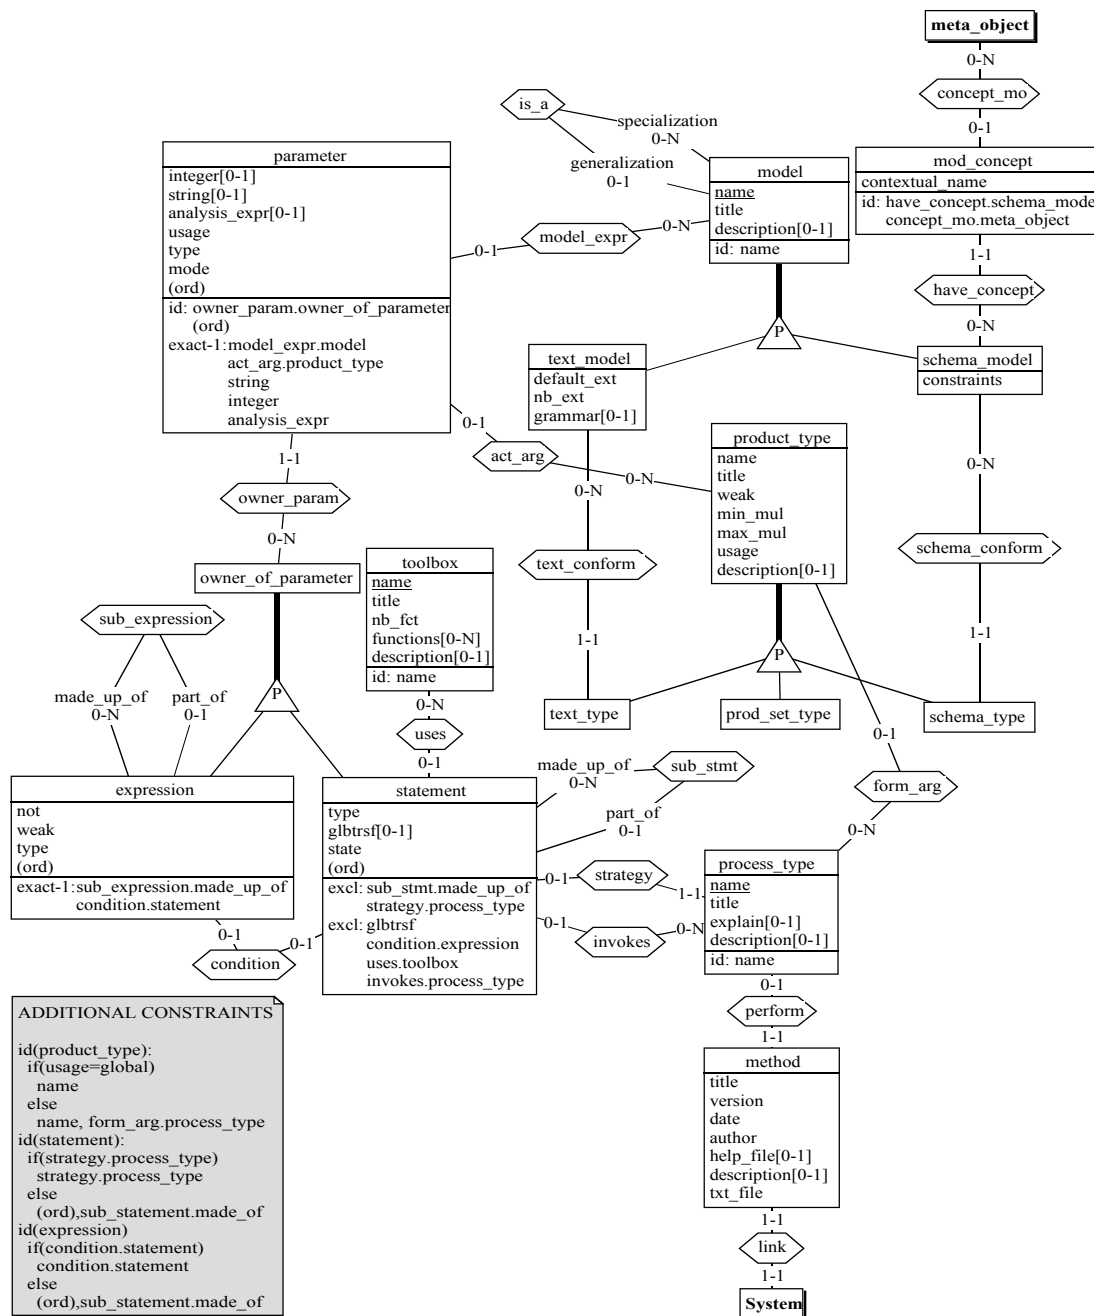 meta_object
0-N
concept_mo
0-1
mod_concept
contextual_name
id: have_concept.schema_mode
concept_mo.meta_object
1-1
have_concept
0-N
schema_model
constraints
0-N
schema_conform
1-1
schema_type
is_a
specialization
0-N
generalization
0-1
model
name
title
description[0-1]
id: name
P
parameter
integer[0-1]
string[0-1]
analysis_expr[0-1]
usage
type
mode
(ord)
id: owner_param.owner_of_parameter
(ord)
exact-1:model_expr.model
act_arg.product_type
string
integer
analysis_expr
0-1
model_expr
0-N
text_model
default_ext
nb_ext
grammar[0-1]
0-N
text_conform
1-1
text_type
0-1
act_arg
0-N
product_type
name
title
weak
min_mul
max_mul
usage
description[0-1]
P
prod_set_type
1-1
owner_param
0-N
owner_of_parameter
P
toolbox
name
title
nb_fct
functions[0-N]
description[0-1]
id: name
0-N
uses
0-1
sub_expression
made_up_of
0-N
part_of
0-1
expression
not
weak
type
(ord)
exact-1:sub_expression.made_up_of
condition.statement
0-1
condition
0-1
statement
type
glbtrsf[0-1]
state
(ord)
excl: sub_stmt.made_up_of
strategy.process_type
excl: glbtrsf
condition.expression
uses.toolbox
invokes.process_type
made_up_of
0-N
sub_stmt
part_of
0-1
0-1
strategy
1-1
0-1
invokes
0-N
0-1
form_arg
0-N
process_type
name
title
explain[0-1]
description[0-1]
id: name
0-1
perform
1-1
method
title
version
date
author
help_file[0-1]
description[0-1]
txt_file
1-1
link
1-1
System
ADDITIONAL CONSTRAINTS
id(product_type):
if(usage=global)
name
else
name, form_arg.process_type
id(statement):
if(strategy.process_type)
strategy.process_type
else
(ord),sub_statement.made_of
id(expression)
if(condition.statement)
condition.statement
else
(ord),sub_statement.made_of